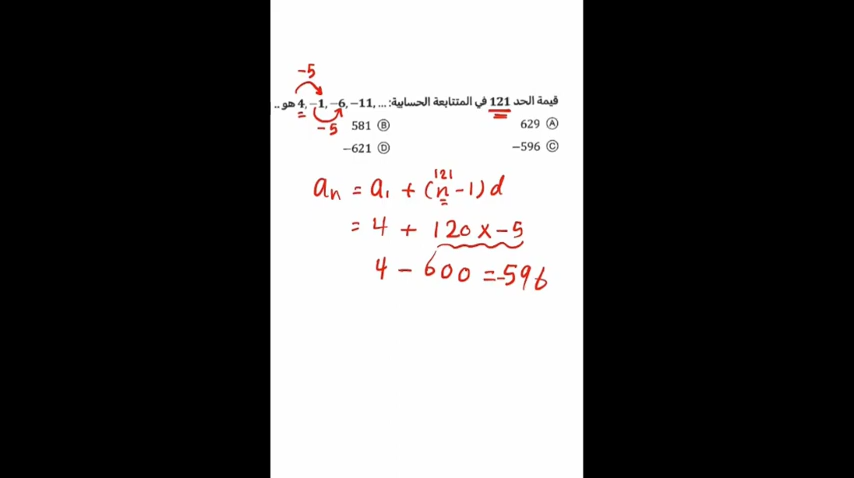 -5
قيمة الحد 121 في المتتابعة الحسابية: ... ,4, −1, −6, −11 هو ..
-5
Ⓐ 629 Ⓑ 581
Ⓒ −596 Ⓓ −621
121
an = a1 + (n - 1) d
= 4 + 120 x -5
4 - 600 = -596